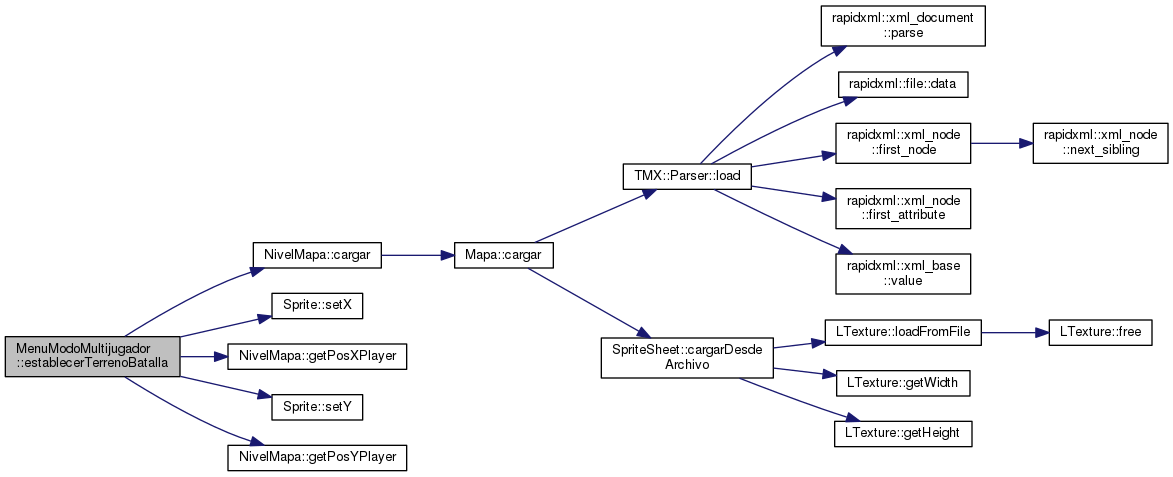 rapidxml::xml_document
::parse
rapidxml::file::data
rapidxml::xml_node
::first_node
rapidxml::xml_node
::next_sibling
TMX::Parser::load
rapidxml::xml_node
::first_attribute
NivelMapa::cargar
Mapa::cargar
rapidxml::xml_base
::value
Sprite::setX
LTexture::loadFromFile
LTexture::free
MenuModoMultijugador
::establecerTerrenoBatalla
NivelMapa::getPosXPlayer
SpriteSheet::cargarDesde
Archivo
LTexture::getWidth
Sprite::setY
LTexture::getHeight
NivelMapa::getPosYPlayer